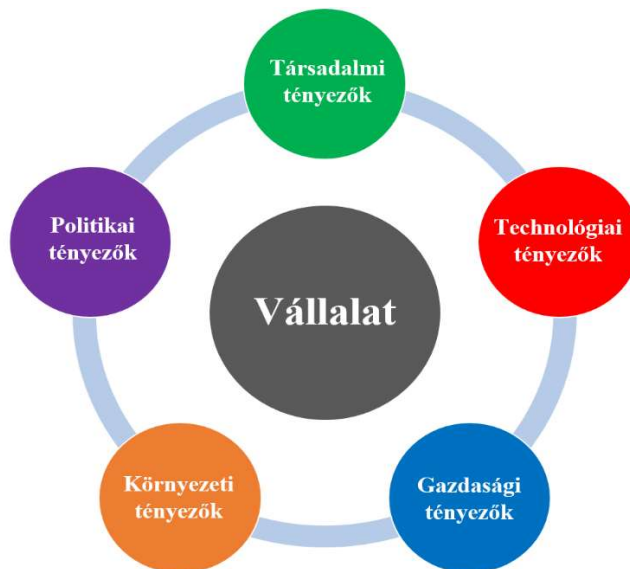 Társadalmi
tényezők
Politikai
tényezők
Technológiai
tényezők
Vállalat
Környezeti
tényezők
Gazdasági
tényezők